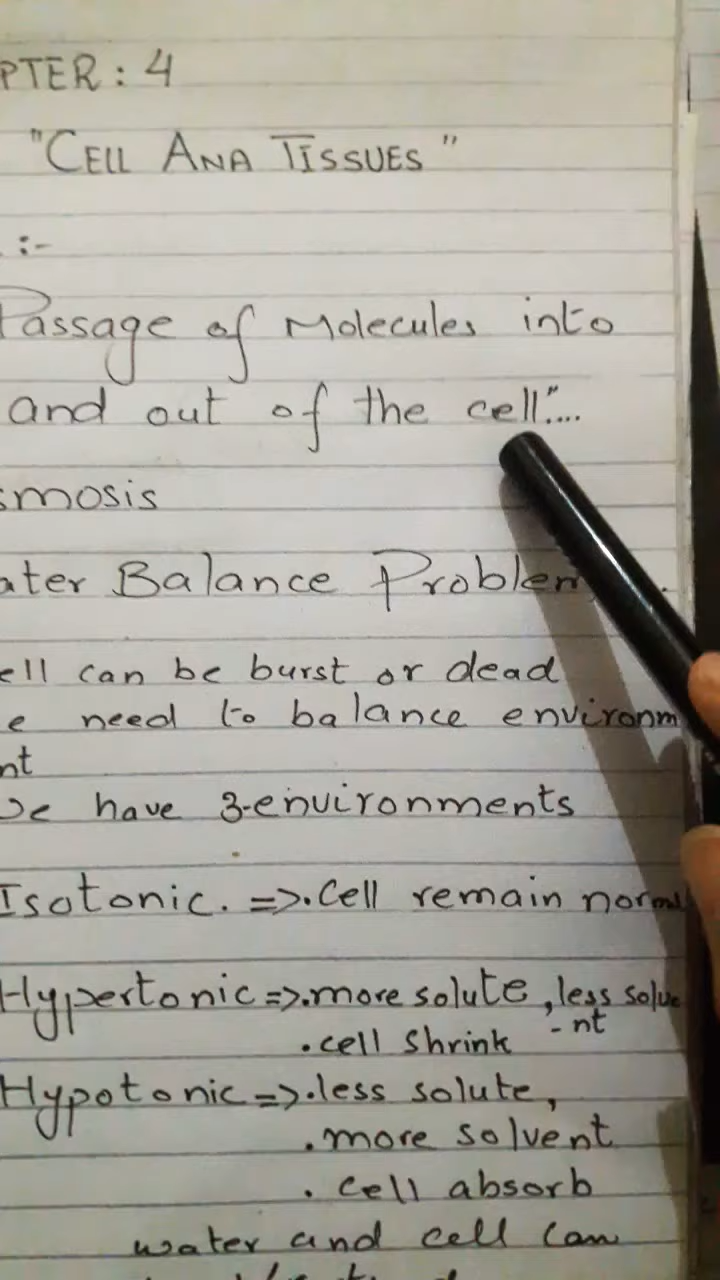 PTER : 4
"CELL ANA TISSUES"
:-
Passage of Molecules into
and out of the cell"....
smosis
ater Balance Problem
ell can be burst or dead
e need to balance environm
nt
we have 3-environments
Isotonic. =>. Cell remain normal
Hypertonic =>. more solute, less solve
-nt
. cell shrink
Hypotonic =>. less solute,
. more solvent
. cell absorb
water and cell can